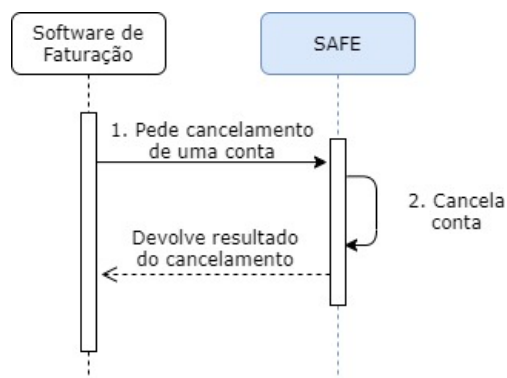 Software de
Faturação
SAFE
1. Pede cancelamento
de uma conta
2. Cancela
conta
Devolve resultado
do cancelamento